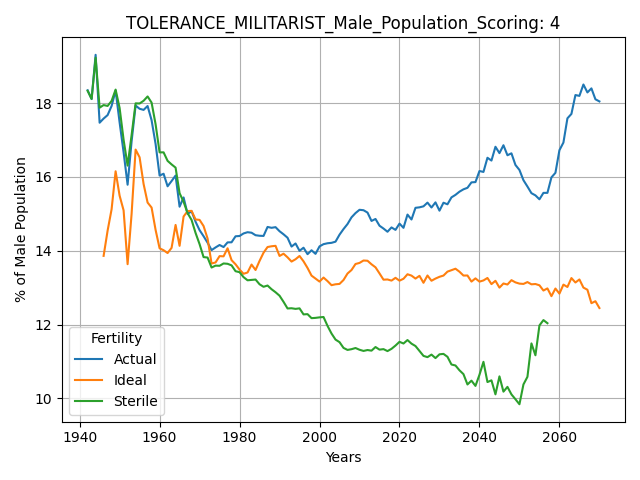 TOLERANCE_MILITARIST_Male_Population_Scoring: 4
% of Male Population
18
16
14
12
10
Fertility
Actual
Ideal
Sterile
1940 1960 1980 2000 2020 2040 2060
Years